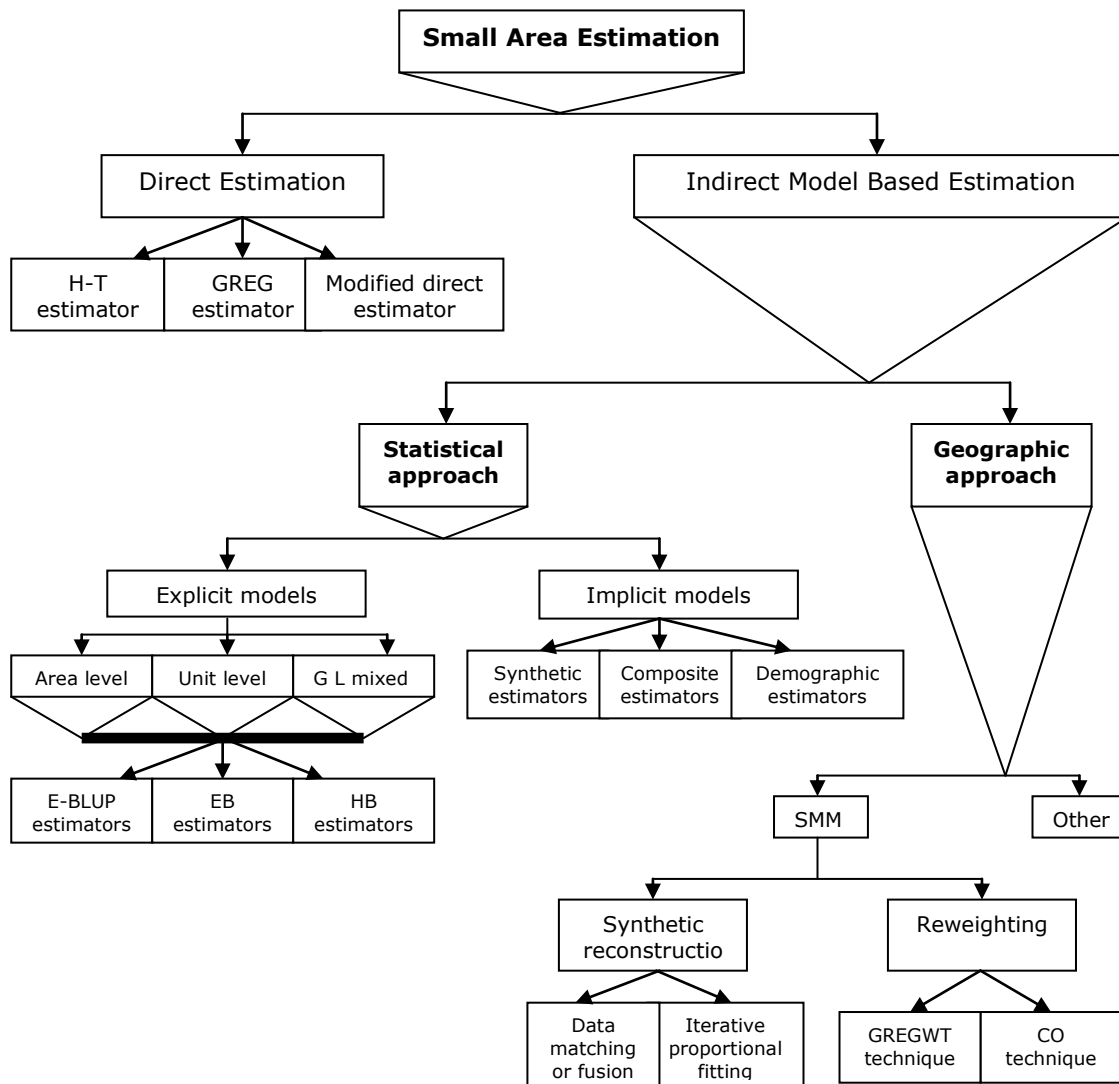 Small Area Estimation
Direct Estimation
Indirect Model Based Estimation
H-T
estimator
GREG
estimator
Modified direct
estimator
Statistical
approach
Geographic
approach
Explicit models
Implicit models
Area level
Unit level
G L mixed
Synthetic
estimators
Composite
estimators
Demographic
estimators
E-BLUP
estimators
EB
estimators
HB
estimators
SMM
Other
Synthetic
reconstructio
Reweighting
Data
matching
or fusion
Iterative
proportional
fitting
GREGWT
technique
CO
technique